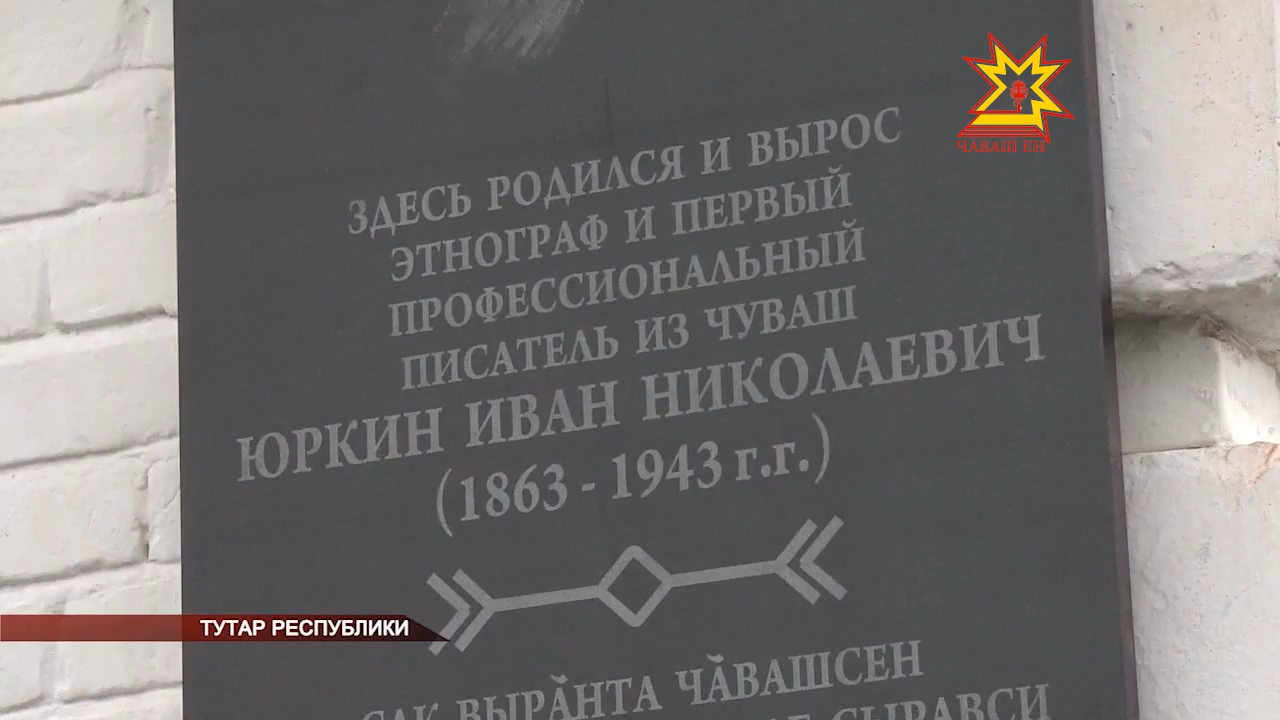 ЧӐВАШ ЕН
ЗДЕСЬ РОДИЛСЯ И ВЫРОС
ЭТНОГРАФ И ПЕРВЫЙ
ПРОФЕССИОНАЛЬНЫЙ
ПИСАТЕЛЬ ИЗ ЧУВАШ
ЮРКИН ИВАН НИКОЛАЕВИЧ
(1863 - 1943 г.г.)
ТУТАР РЕСПУБЛИКИ
ВЫРӐНТА ЧӐВАШСЕН